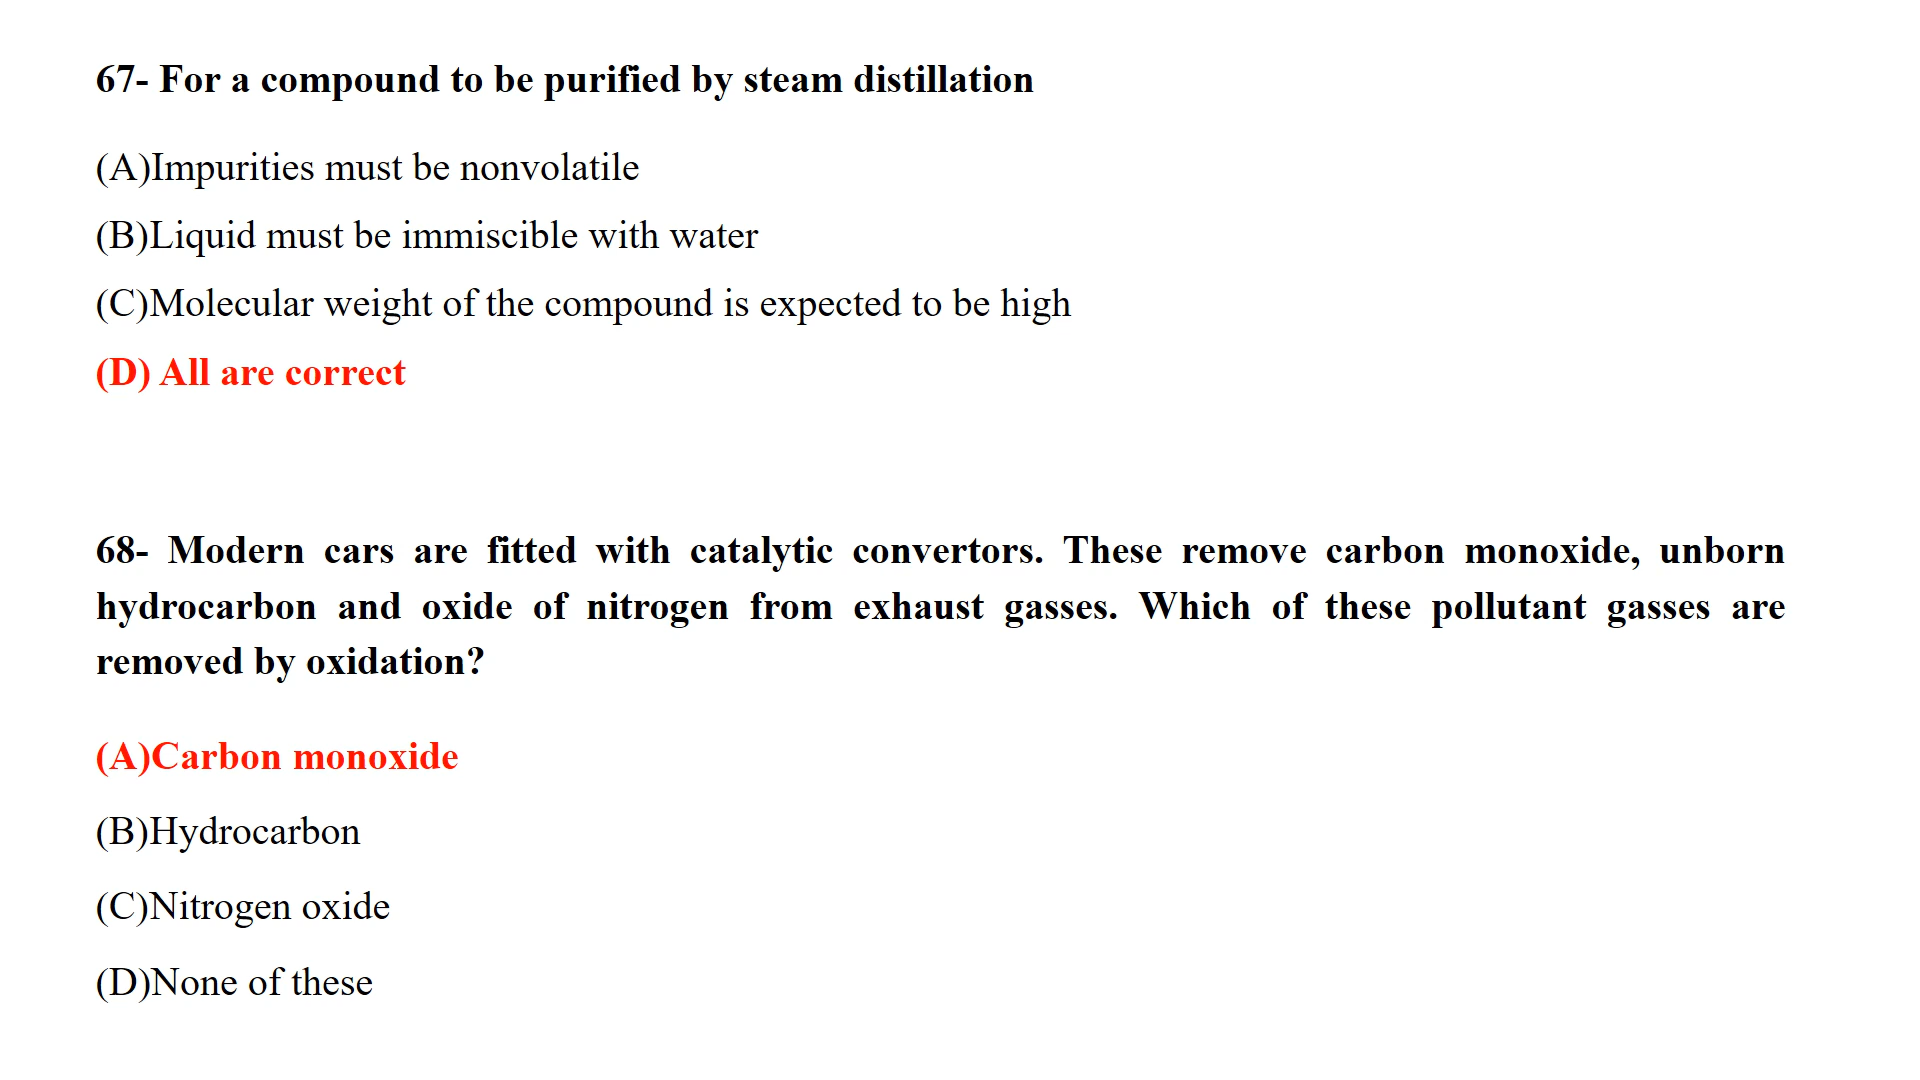 67- For a compound to be purified by steam distillation
(A)Impurities must be nonvolatile
(B)Liquid must be immiscible with water
(C)Molecular weight of the compound is expected to be high
(D) All are correct
68- Modern cars are fitted with catalytic convertors. These remove carbon monoxide, unborn
hydrocarbon and oxide of nitrogen from exhaust gasses. Which of these pollutant gasses are
removed by oxidation?
(A)Carbon monoxide
(B)Hydrocarbon
(C)Nitrogen oxide
(D)None of these